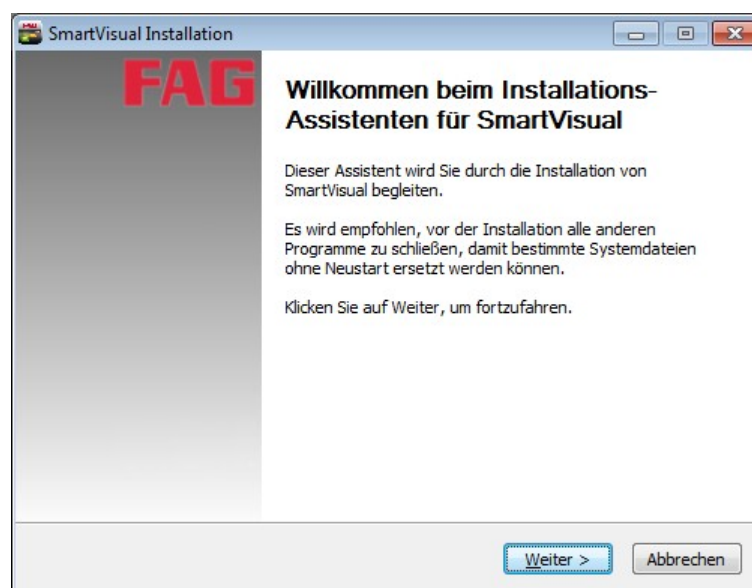 SmartVisual Installation
FAG
Willkommen beim Installations-
Assistenten für SmartVisual
Dieser Assistent wird Sie durch die Installation von
SmartVisual begleiten.
Es wird empfohlen, vor der Installation alle anderen
Programme zu schließen, damit bestimmte Systemdateien
ohne Neustart ersetzt werden können.
Klicken Sie auf Weiter, um fortzufahren.
Weiter >
Abbrechen